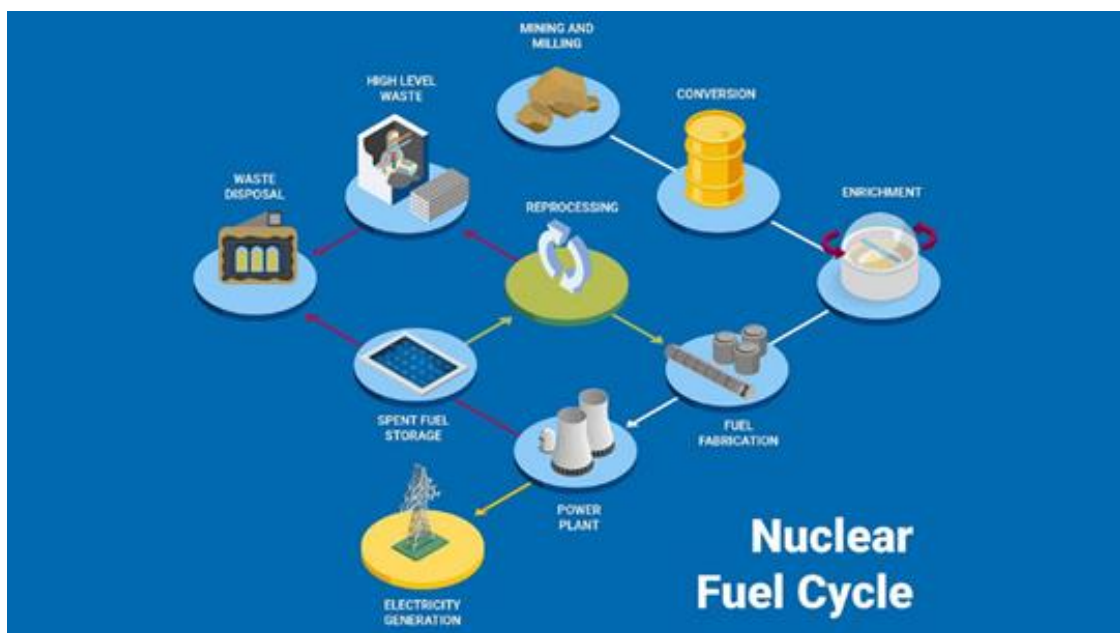 MINING AND
MILLING
HIGH LEVEL
WASTE
CONVERSION
WASTE
DISPOSAL
REPROCESSING
ENRICHMENT
SPENT FUEL
STORAGE
FUEL
FABRICATION
POWER
PLANT
ELECTRICITY
GENERATION
Nuclear
Fuel Cycle